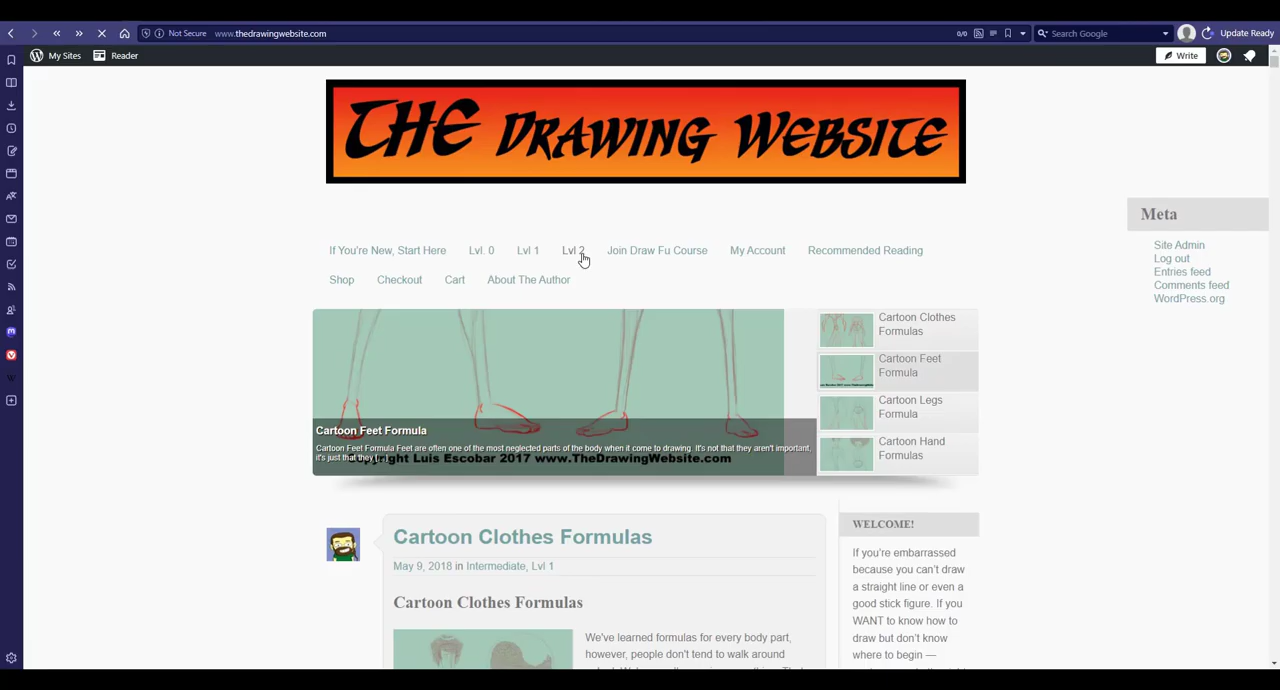 Not Secure www.thedrawingwebsite.com 0/0 Search Google Update Ready
My Sites Reader Write
THE DRAWING WEBSITE
Meta
Site Admin
Log out
Entries feed
Comments feed
WordPress.org
If You're New, Start Here Lvl. 0 Lvl 1 Lvl 2 Join Draw Fu Course My Account Recommended Reading
Shop Checkout Cart About The Author
Cartoon Feet Formula
Cartoon Feet Formula Feet are often one of the most neglected parts of the body when it come to drawing. It's not that they aren't important,
it's just that they [...]
Copyright Luis Escobar 2017 www.TheDrawingWebsite.com
Cartoon Clothes
Formulas
Cartoon Feet
Formula
Cartoon Legs
Formula
Cartoon Hand
Formulas
Cartoon Clothes Formulas
May 9, 2018 in Intermediate, Lvl 1
Cartoon Clothes Formulas
We've learned formulas for every body part,
however, people don't tend to walk around
WELCOME!
If you're embarrassed
because you can't draw
a straight line or even a
good stick figure. If you
WANT to know how to
draw but don't know
where to begin —